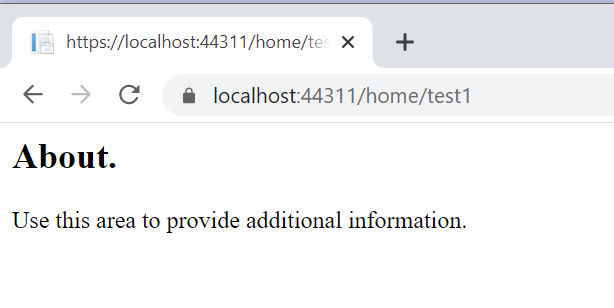 https://localhost:44311/home/tes
localhost:44311/home/test1
About.
Use this area to provide additional information.